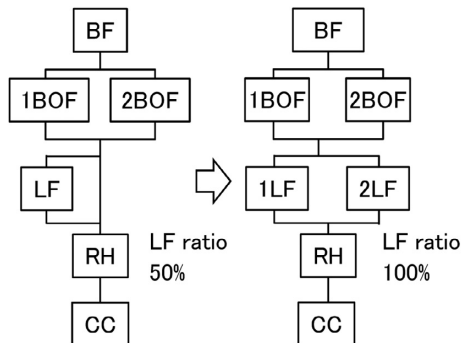 BF
1BOF 2BOF
LF
RH
LF ratio
50%
CC
BF
1BOF 2BOF
1LF 2LF
RH
LF ratio
100%
CC